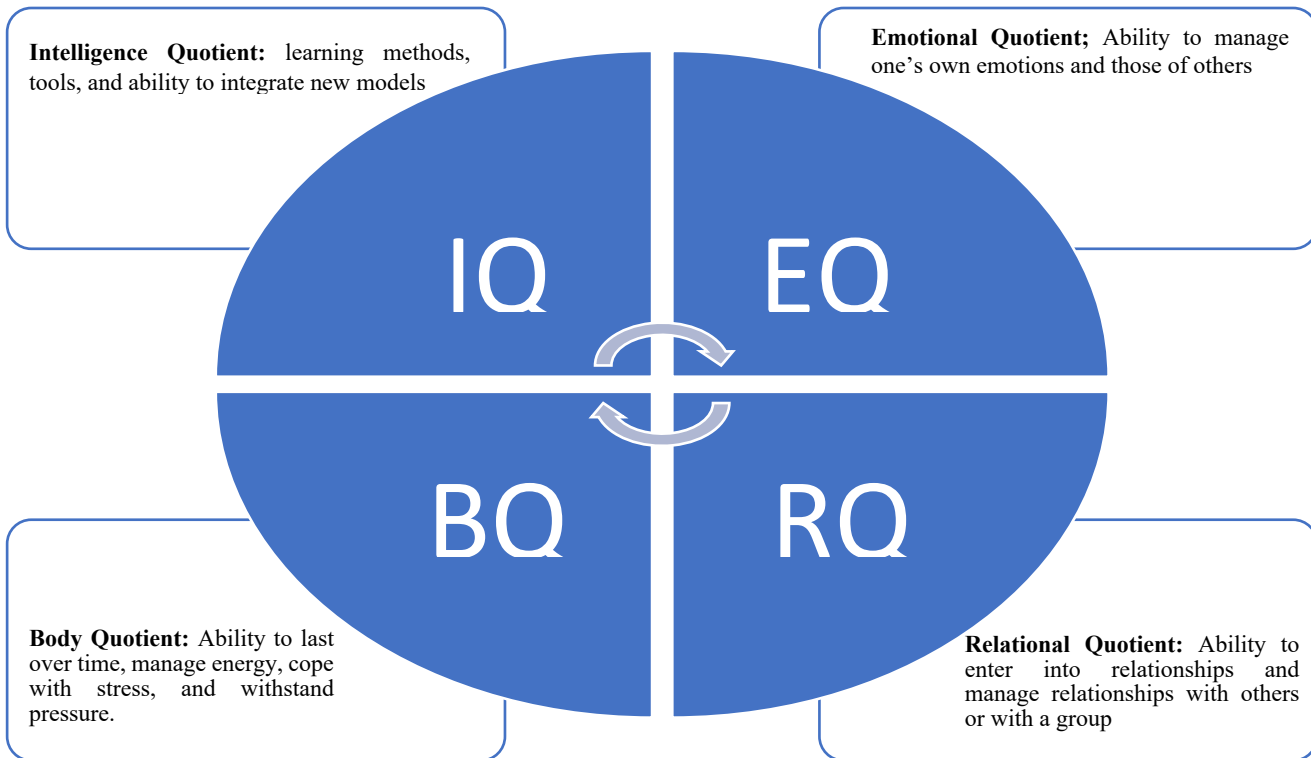 Intelligence Quotient: learning methods,
tools, and ability to integrate new models
Emotional Quotient; Ability to manage
one’s own emotions and those of others
IQ
EQ
BQ
RQ
Body Quotient: Ability to last
over time, manage energy, cope
with stress, and withstand
pressure.
Relational Quotient: Ability to
enter into relationships and
manage relationships with others
or with a group